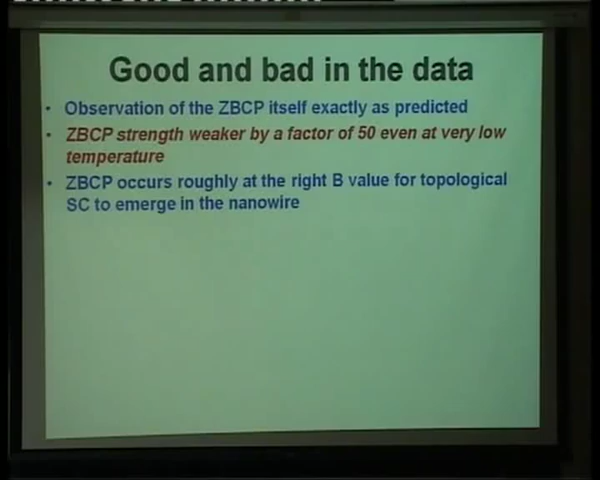 Good and bad in the data
• Observation of the ZBCP itself exactly as predicted
• ZBCP strength weaker by a factor of 50 even at very low
temperature
• ZBCP occurs roughly at the right B value for topological
SC to emerge in the nanowire